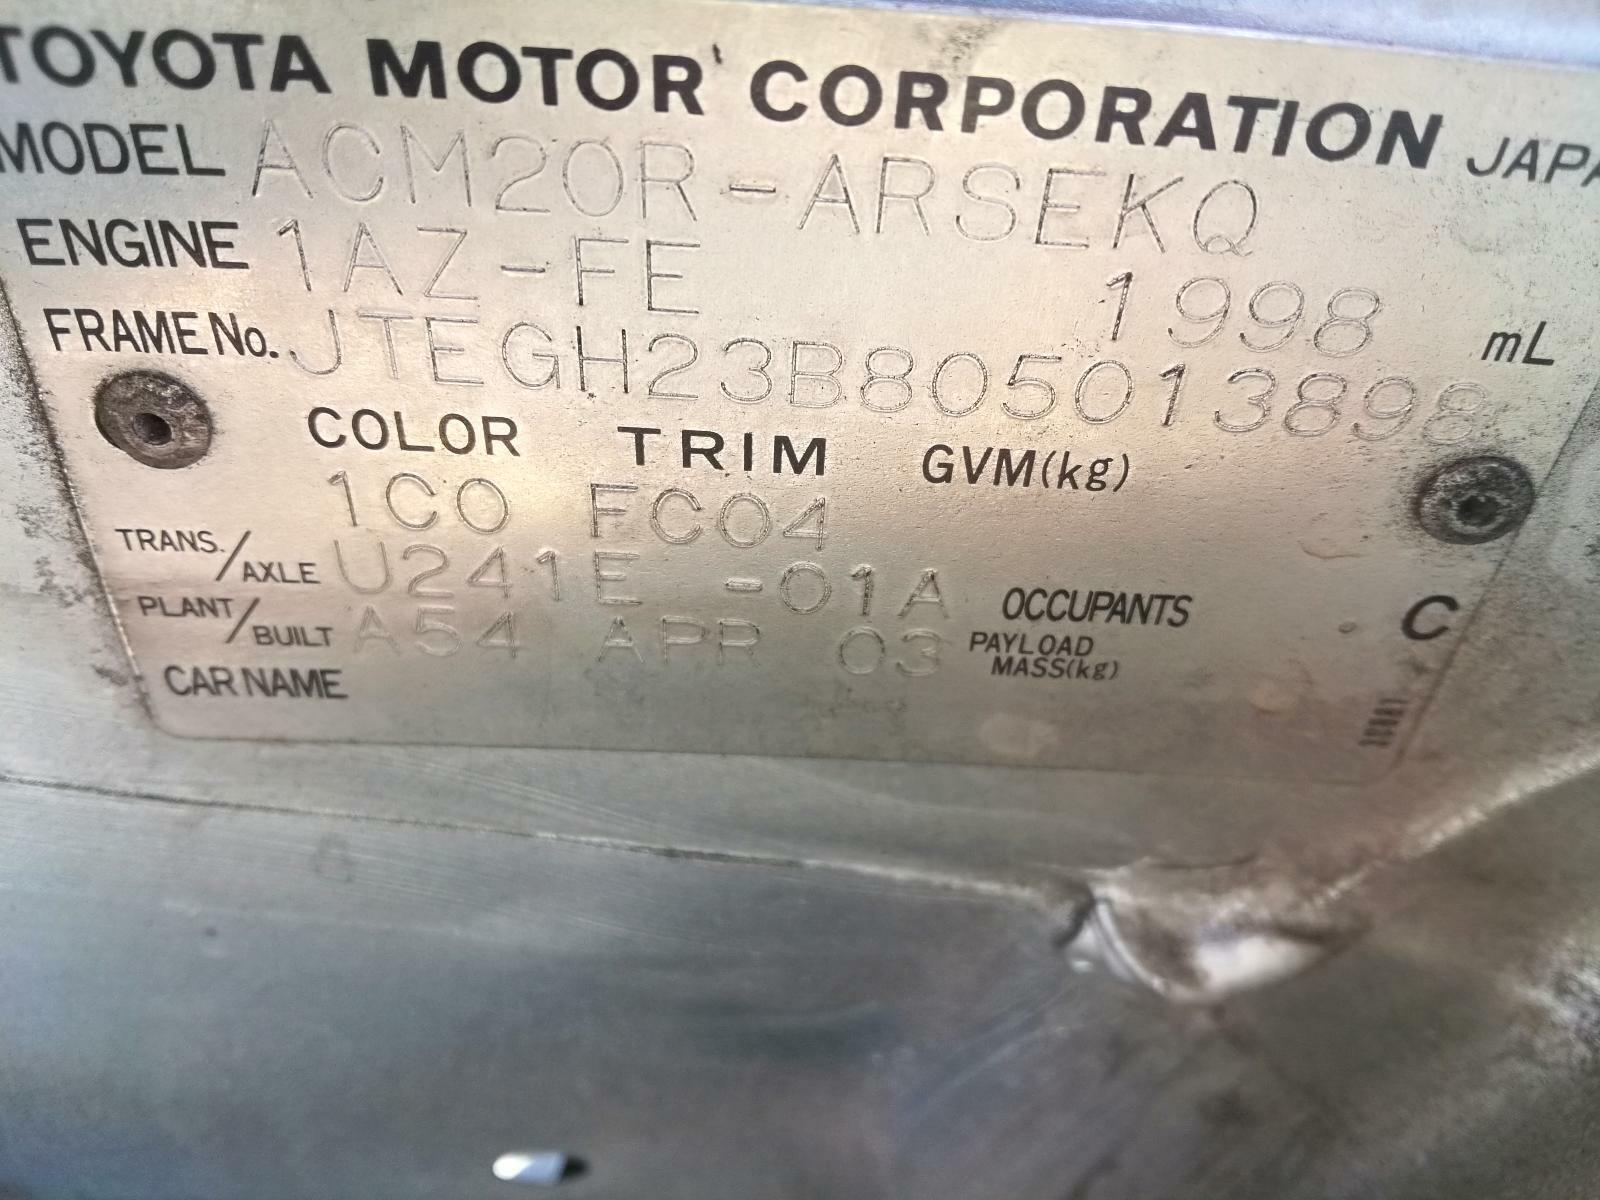 TOYOTA MOTOR CORPORATION JAPA
MODEL ACM20R-ARSEKQ
ENGINE 1AZ-FE 1998 mL
FRAME No. JTEGH23B805013898
COLOR TRIM GVM(kg)
1C0 FC04
TRANS./AXLE U241E -01A OCCUPANTS C
PLANT/BUILT A54 APR 03 PAYLOAD MASS(kg)
CAR NAME